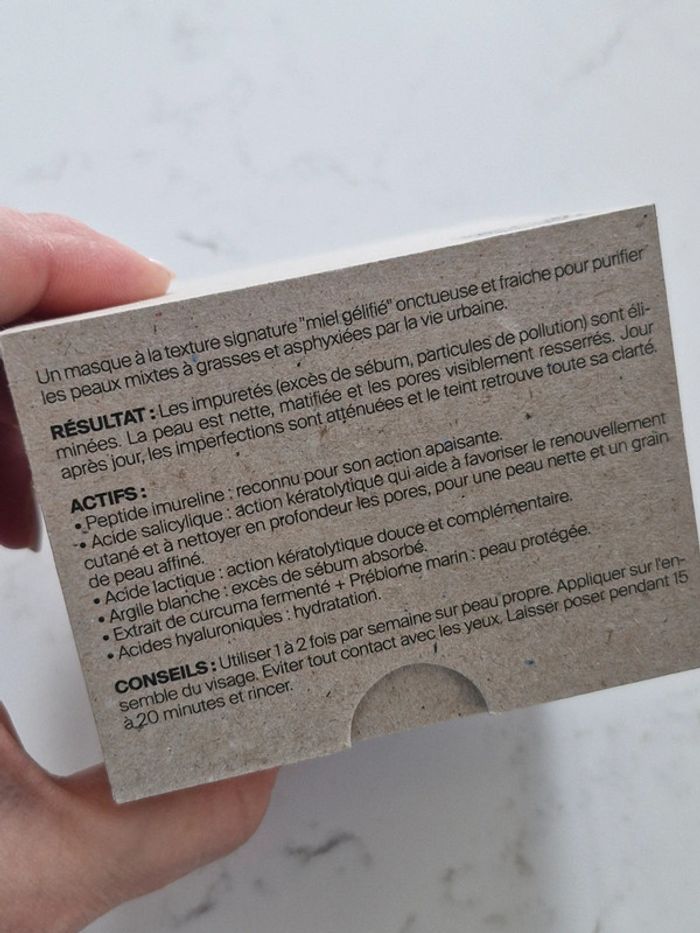 Un masque à la texture signature "miel gélifié" onctueuse et fraiche pour purifier
les peaux mixtes à grasses et asphyxiées par la vie urbaine.
RÉSULTAT : Les impuretés (excès de sébum, particules de pollution) sont éli-
minées. La peau est nette, matifiée et les pores visiblement resserrés. Jour
après jour, les imperfections sont atténuées et le teint retrouve toute sa clarté.
ACTIFS :
• Peptide imureline : reconnu pour son action apaisante.
• Acide salicylique : action kératolytique qui aide à favoriser le renouvellement
cutané et à nettoyer en profondeur les pores, pour une peau nette et un grain
de peau affiné.
• Acide lactique : action kératolytique douce et complémentaire.
• Argile blanche : excès de sébum absorbé.
• Extrait de curcuma fermenté + Prébiome marin : peau protégée.
• Acides hyaluroniques : hydratation.
CONSEILS : Utiliser 1 à 2 fois par semaine sur peau propre. Appliquer sur l'en-
semble du visage. Eviter tout contact avec les yeux. Laisser poser pendant 15
à 20 minutes et rincer.